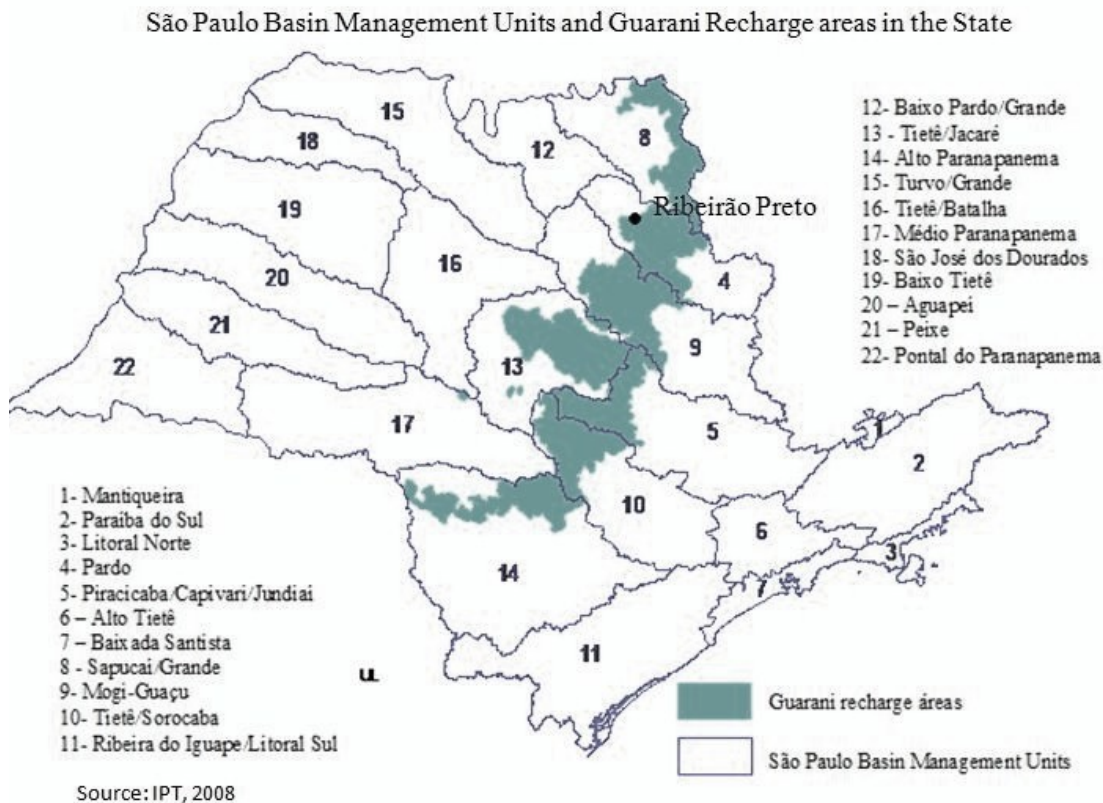 São Paulo Basin Management Units and Guarani Recharge areas in the State
15
18
12
8
19
Ribeirão Preto
16
20
4
21
9
22
13
17
5
1
2
10
6
3
14
7
11
12- Baixo Pardo/Grande
13 - Tietê/Jacaré
14- Alto Paranapanema
15- Turvo/Grande
16- Tietê/Batalha
17- Médio Paranapanema
18- São José dos Dourados
19- Baixo Tietê
20 – Aguapeí
21 – Peixe
22- Pontal do Paranapanema
1- Mantiqueira
2- Paraíba do Sul
3- Litoral Norte
4- Pardo
5- Piracicaba/Capivari/Jundiaí
6 – Alto Tietê
7 – Baixada Santista
8 - Sapucaí/Grande
9- Mogi-Guaçu
10- Tietê/Sorocaba
11- Ribeira do Iguape/Litoral Sul
Guarani recharge áreas
São Paulo Basin Management Units
Source: IPT, 2008